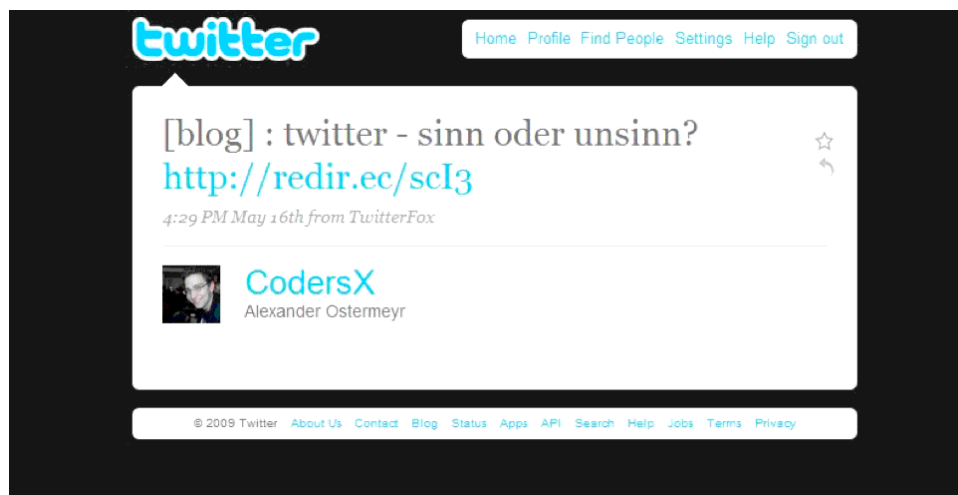 twitter
Home Profile Find People Settings Help Sign out
[blog] : twitter - sinn oder unsinn?
http://redir.ec/scI3
4:29 PM May 16th from TwitterFox
CodersX
Alexander Ostermeyr
© 2009 Twitter About Us Contact Blog Status Apps API Search Help Jobs Terms Privacy